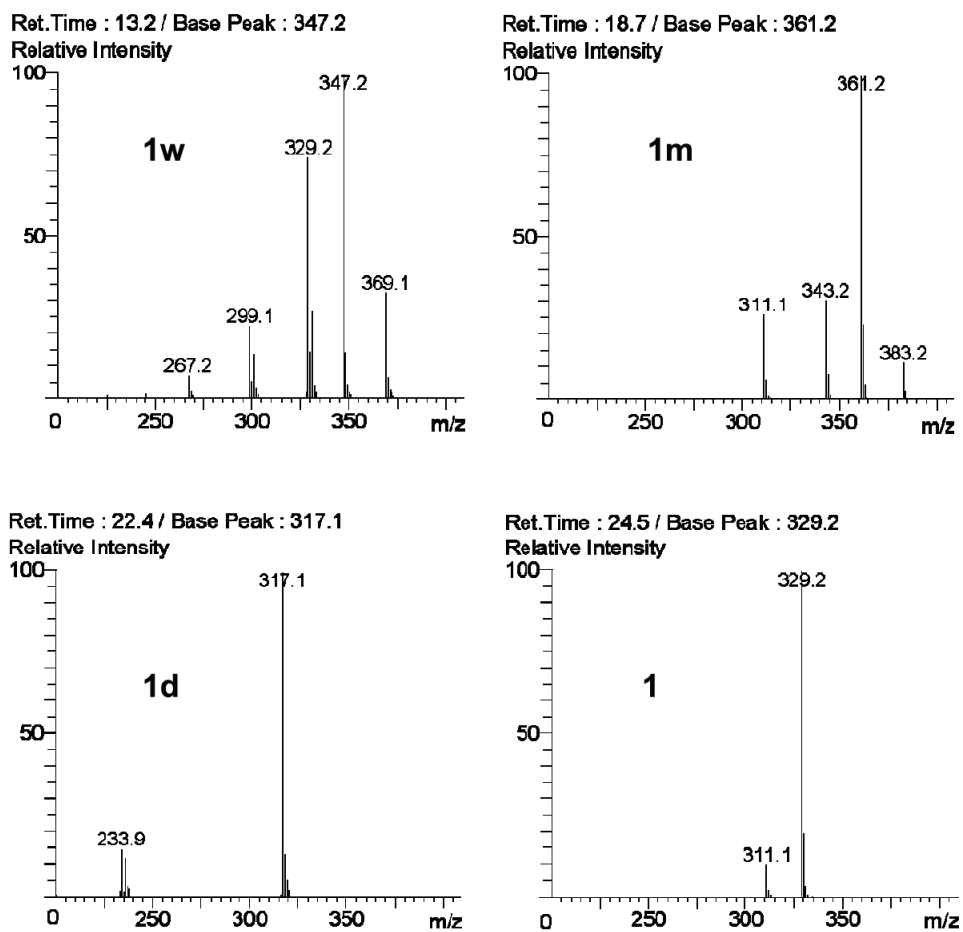 Ret.Time : 13.2 / Base Peak : 347.2
Relative Intensity
100
347.2
1w
329.2
50
369.1
299.1
267.2
0 250 300 350
m/z
Ret.Time : 18.7 / Base Peak : 361.2
Relative Intensity
100
361.2
1m
50
343.2
311.1
383.2
0 250 300 350
m/z
Ret.Time : 22.4 / Base Peak : 317.1
Relative Intensity
100
317.1
1d
50
233.9
0 250 300 350
m/z
Ret.Time : 24.5 / Base Peak : 329.2
Relative Intensity
100
329.2
1
50
311.1
0 250 300 350
m/z